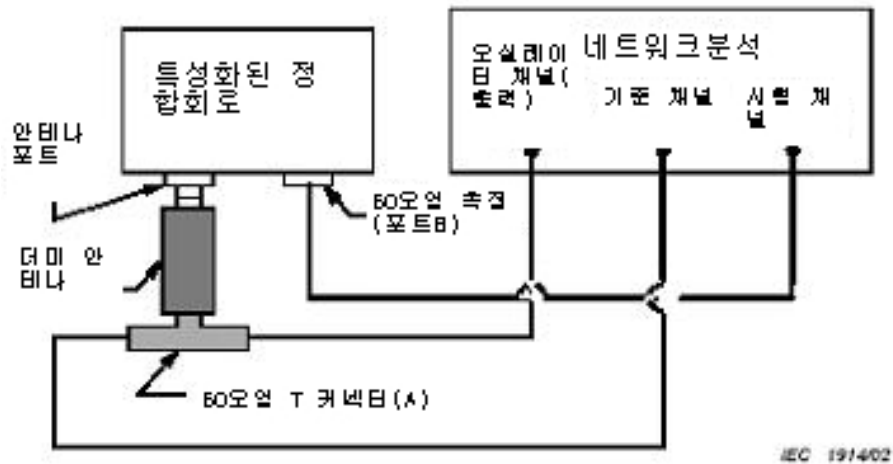 특성화된 정
합회로
안테나
포트
더미 안
테나
50오옴 측정
(포트B)
50오옴 T 커넥터(A)
오실레이
터 채널(
출력)
네트워크분석
기준 채널
시험 채
널
IEC 1914/02